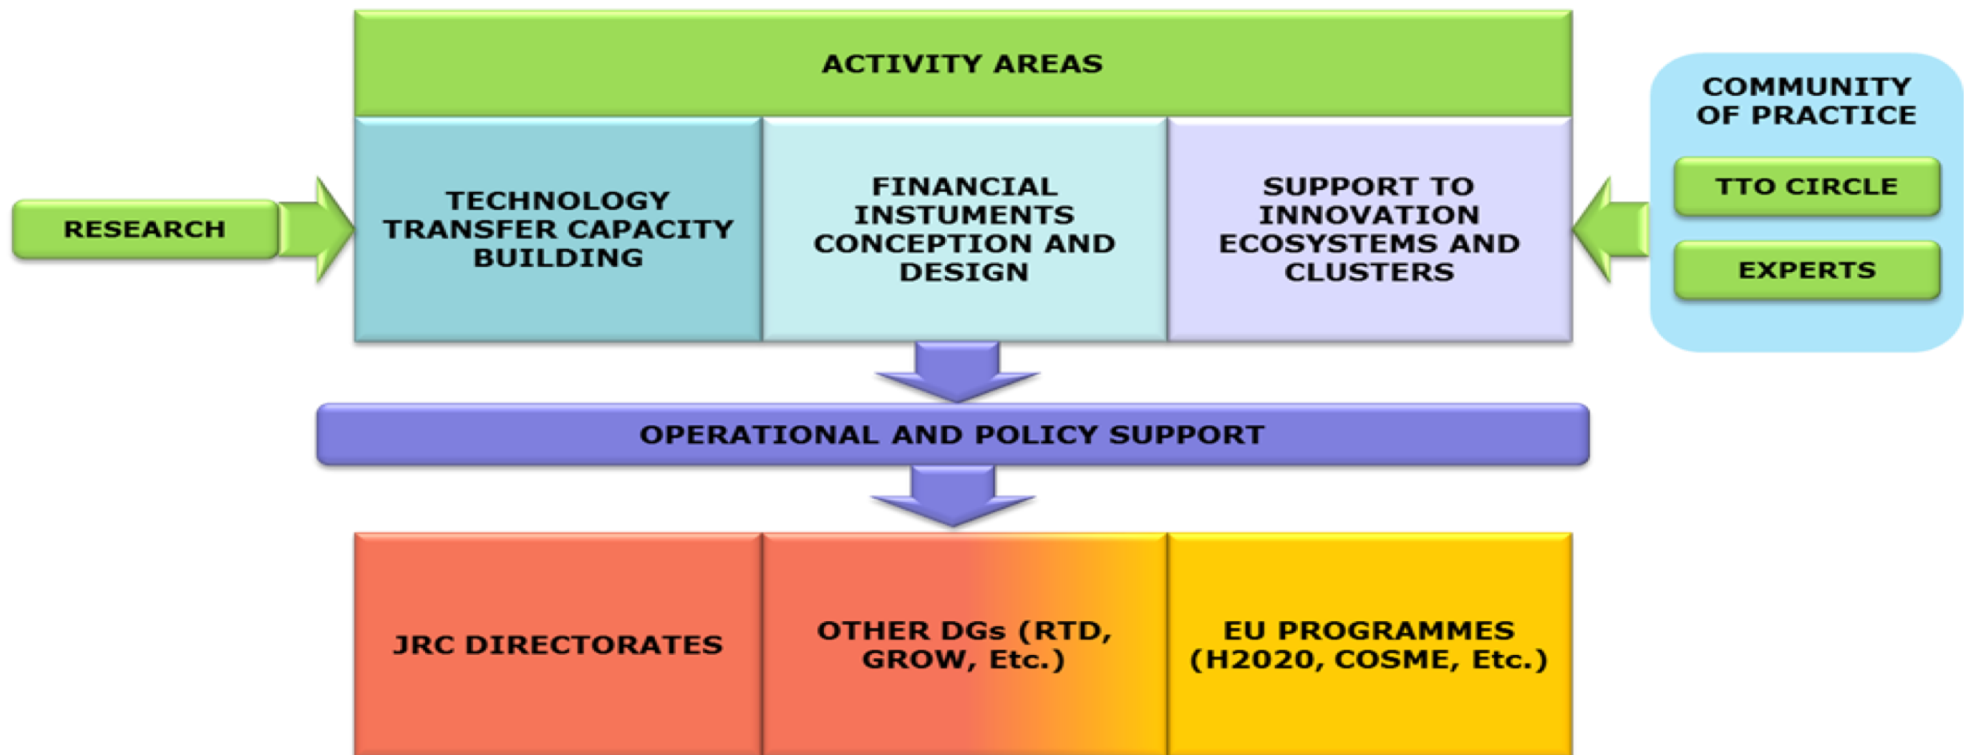 ACTIVITY AREAS
RESEARCH
TECHNOLOGY
TRANSFER CAPACITY
BUILDING
FINANCIAL
INSTUMENTS
CONCEPTION AND
DESIGN
SUPPORT TO
INNOVATION
ECOSYSTEMS AND
CLUSTERS
COMMUNITY
OF PRACTICE
TTO CIRCLE
EXPERTS
OPERATIONAL AND POLICY SUPPORT
JRC DIRECTORATES
OTHER DGs (RTD,
GROW, Etc.)
EU PROGRAMMES
(H2020, COSME, Etc.)